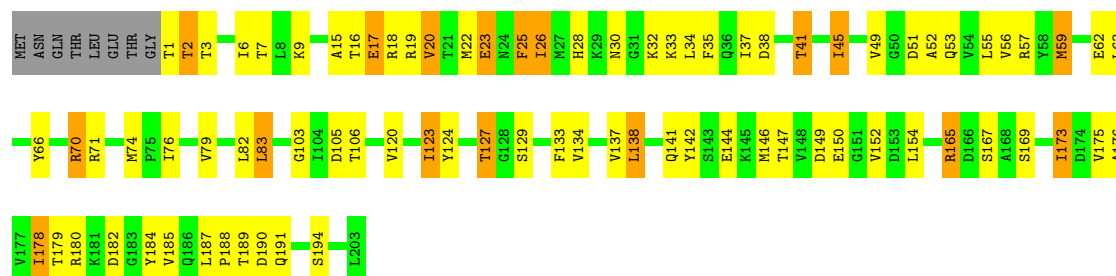 MET ASN GLN THR LEU GLU THR GLY T1 T2 T3 I6 T7 L8 K9 A15 T16 E17 R18 R19 V20 T21 M22 E23 N24 F25 I26 M27 H28 K29 N30 G31 K32 K33 L34 F35 Q36 I37 D38 T41 I45 V49 G50 D51 A52 Q53 V54 L55 V56 R57 Y58 M59 E62
Y66 R70 R71 M74 P75 I76 V79 L82 L83 G103 I104 D105 T106 V120 I123 Y124 T127 G128 S129 F133 V134 V137 L138 Q141 Y142 S143 E144 K145 M146 T147 V148 D149 E150 G151 V152 D153 L154 R165 D166 S167 A168 S169 I173 D174 V175
V177 I178 T179 R180 K181 D182 G183 Y184 V185 Q186 L187 P188 T189 D190 Q191 S194 L203